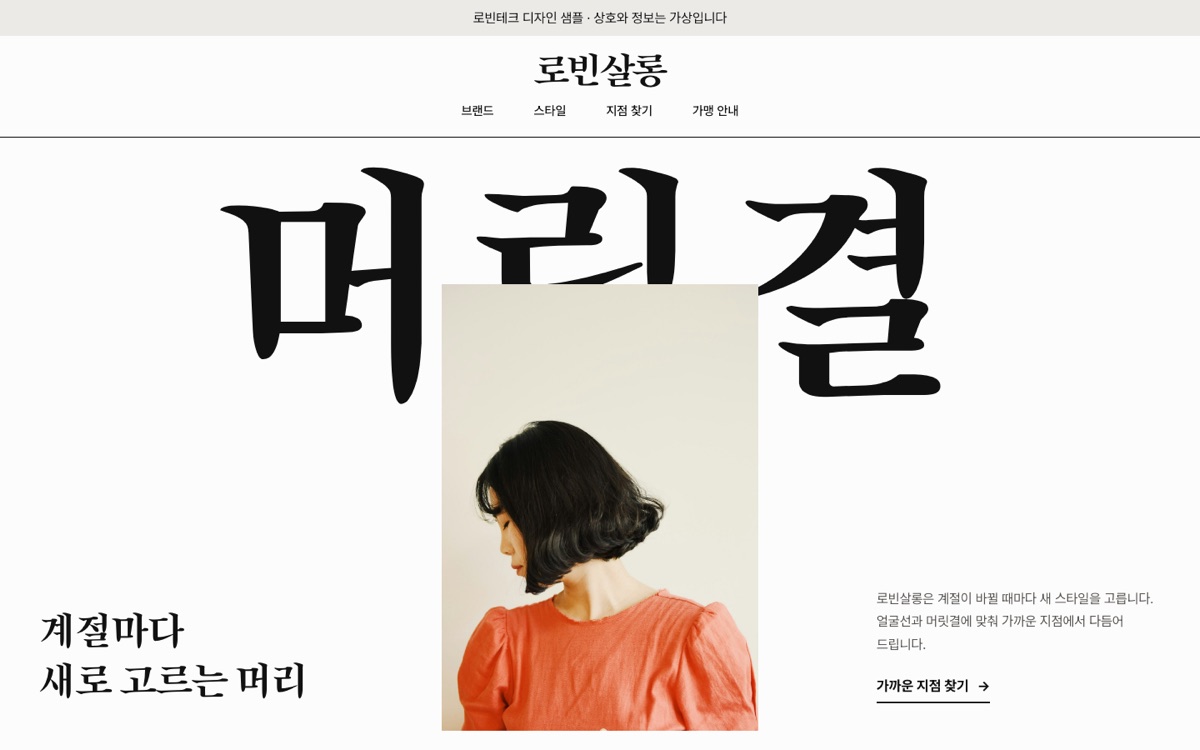 로빈테크 디자인 샘플 · 상호와 정보는 가상입니다
로빈살롱
브랜드 스타일 지점 찾기 가맹 안내
머릿결
계절마다
새로 고르는 머리
로빈살롱은 계절이 바뀔 때마다 새 스타일을 고릅니다.
얼굴선과 머릿결에 맞춰 가까운 지점에서 다듬어
드립니다.
가까운 지점 찾기 →